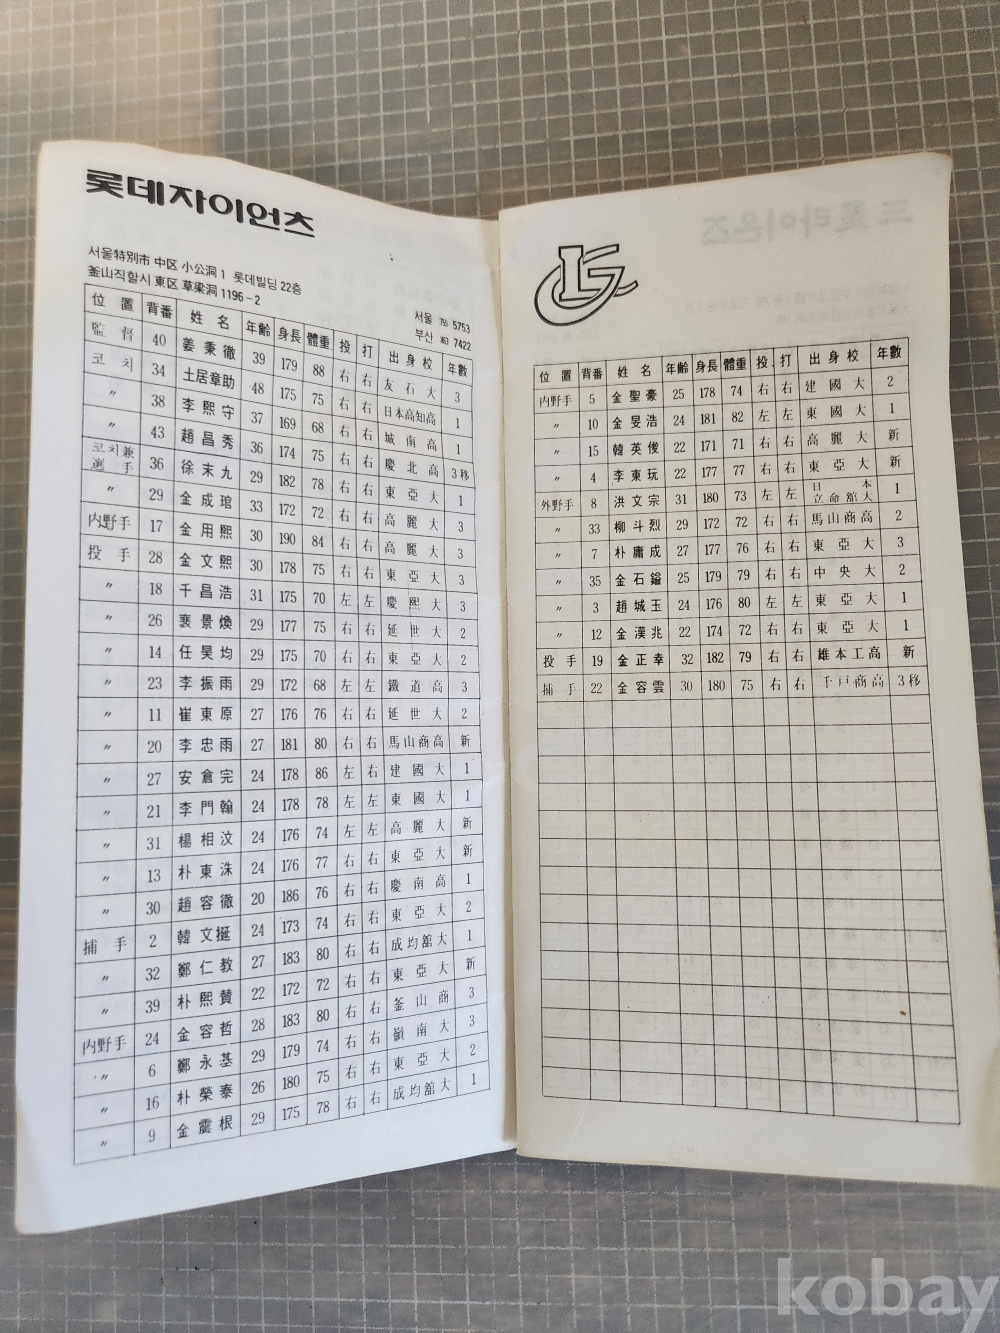 롯데자이언츠
서울特別市 中区 小公洞 1 롯데빌딩 22층
釜山직할시 東区 草梁洞 1196-2
서울 753 5753
부산 463 7422
位置 背番 姓名 年齡 身長 體重 投 打 出身校 年數
監督 40 姜秉徹 39 179 88 右 右 友石大 3
코치 34 土居章助 48 175 75 右 右 日本高知高 1
〃 38 李熙守 37 169 68 右 右 城南高 1
〃 43 趙昌秀 36 174 75 右 右 慶北高 3移
코치兼選手 36 徐末九 29 182 78 右 右 東亞大 1
〃 29 金成琯 33 172 72 右 右 高麗大 3
内野手 17 金用熙 30 190 84 右 右 高麗大 3
投手 28 金文熙 30 178 75 右 右 東亞大 3
〃 18 千昌浩 31 175 70 左 左 慶熙大 3
〃 26 裵景煥 29 177 75 右 右 延世大 2
〃 14 任昊均 29 175 70 右 右 東亞大 2
〃 23 李振雨 29 172 68 左 左 鐵道高 3
〃 11 崔東原 27 176 76 右 右 延世大 2
〃 20 李忠雨 27 181 80 右 右 馬山商高 新
〃 27 安倉完 24 178 86 左 右 建國大 1
〃 21 李門翰 24 178 78 左 左 東國大 1
〃 31 楊相汶 24 176 74 左 左 高麗大 新
〃 13 朴東洙 24 176 77 右 右 東亞大 新
〃 30 趙容徹 20 186 76 右 右 慶南高 1
捕手 2 韓文挻 24 173 74 右 右 東亞大 2
〃 32 鄭仁教 27 183 80 右 右 成均舘大 1
〃 39 朴熙賛 22 172 72 右 右 東亞大 新
内野手 24 金容哲 28 183 80 右 右 釜山商 3
〃 6 鄭永基 29 179 74 右 右 嶺南大 3
〃 16 朴榮泰 26 180 75 右 右 東亞大 2
〃 9 金震根 29 175 78 右 右 成均舘大 1
LG
位置 背番 姓名 年齡 身長 體重 投 打 出身校 年數
内野手 5 金聖豪 25 178 74 右 右 建國大 2
〃 10 金旻浩 24 181 82 左 左 東國大 1
〃 15 韓英俊 22 171 71 右 右 高麗大 新
〃 4 李東玩 22 177 77 右 右 東亞大 新
外野手 8 洪文宗 31 180 73 左 左 日本立命舘大 1
〃 33 柳斗烈 29 172 72 右 右 馬山商高 2
〃 7 朴庸成 27 177 76 右 右 東亞大 3
〃 35 金石鎰 25 179 79 右 右 中央大 2
〃 3 趙城玉 24 176 80 左 左 東亞大 1
〃 12 金漢兆 22 174 72 右 右 東亞大 1
投手 19 金正幸 32 182 79 右 右 雄本工高 新
捕手 22 金容雲 30 180 75 右 右 千戸商高 3移
kobay